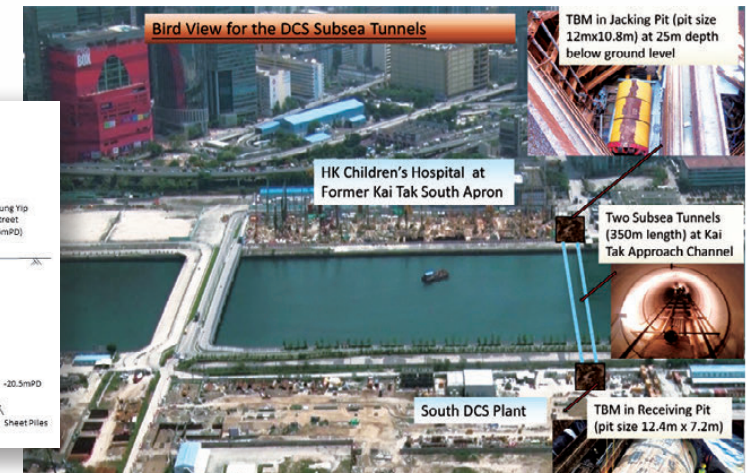 Bird View for the DCS Subsea Tunnels
TBM in Jacking Pit (pit size
12mx10.8m) at 25m depth
below ground level
HK Children's Hospital at
Former Kai Tak South Apron
Two Subsea Tunnels
(350m length) at Kai
Tak Approach Channel
South DCS Plant
TBM in Receiving Pit
(pit size 12.4m x 7.2m)
ung Yip
treet
mPD)
-20.5mPD
Sheet Piles